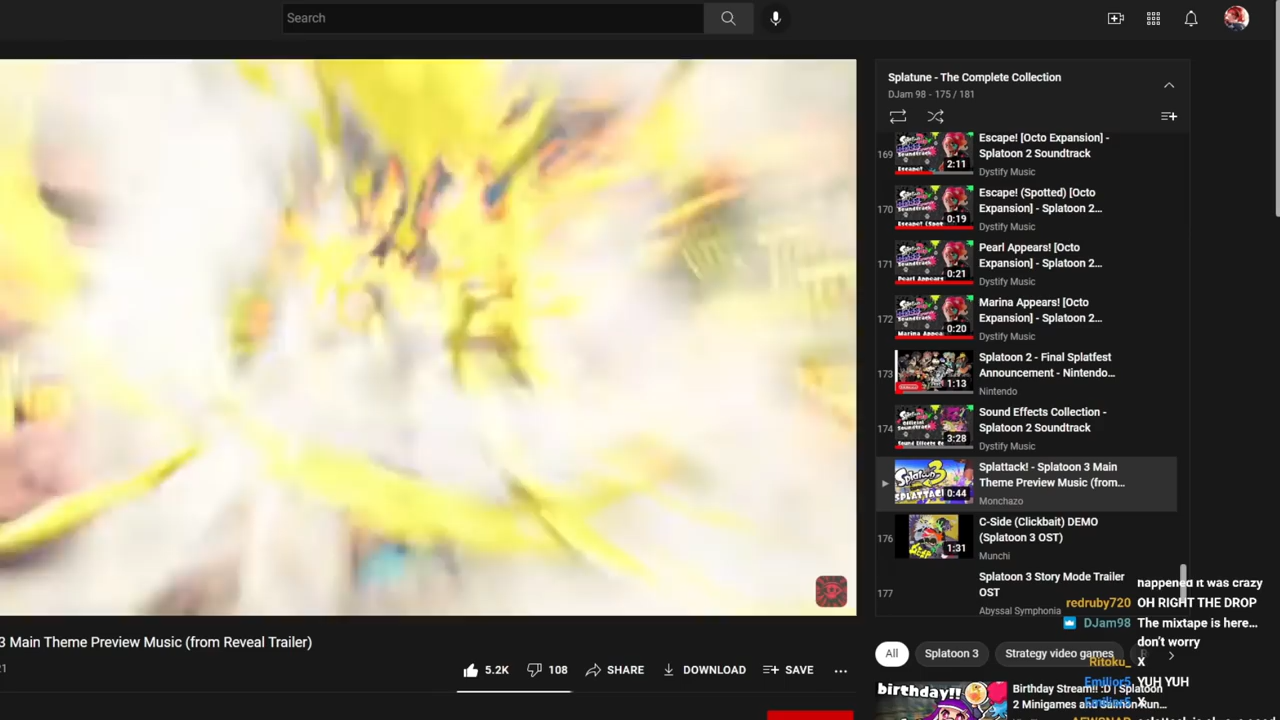 Search
Splatune - The Complete Collection
DJam 98 - 175 / 181
169
Escape! [Octo Expansion] -
Splatoon 2 Soundtrack
Dystify Music
2:11
170
Escape! (Spotted) [Octo
Expansion] - Splatoon 2...
Dystify Music
0:19
171
Pearl Appears! [Octo
Expansion] - Splatoon 2...
Dystify Music
0:21
172
Marina Appears! [Octo
Expansion] - Splatoon 2...
Dystify Music
0:20
173
Splatoon 2 - Final Splatfest
Announcement - Nintendo...
Nintendo
1:13
174
Sound Effects Collection -
Splatoon 2 Soundtrack
Dystify Music
3:28
Splattack! - Splatoon 3 Main
Theme Preview Music (from...
Monchazo
0:44
176
C-Side (Clickbait) DEMO
(Splatoon 3 OST)
Munchi
1:31
177
Splatoon 3 Story Mode Trailer
OST
Abyssal Symphonia
happened it was crazy
redruby720 OH RIGHT THE DROP
DJam98 The mixtape is here...
don't worry
Ritoku_ X
Emilior5 YUH YUH
Emilior5 X
3 Main Theme Preview Music (from Reveal Trailer)
21
5.2K
108
SHARE
DOWNLOAD
SAVE
All
Splatoon 3
Strategy video games
birthday!!
Birthday Stream!! :D | Splatoon
2 Minigames and Salmon Run...